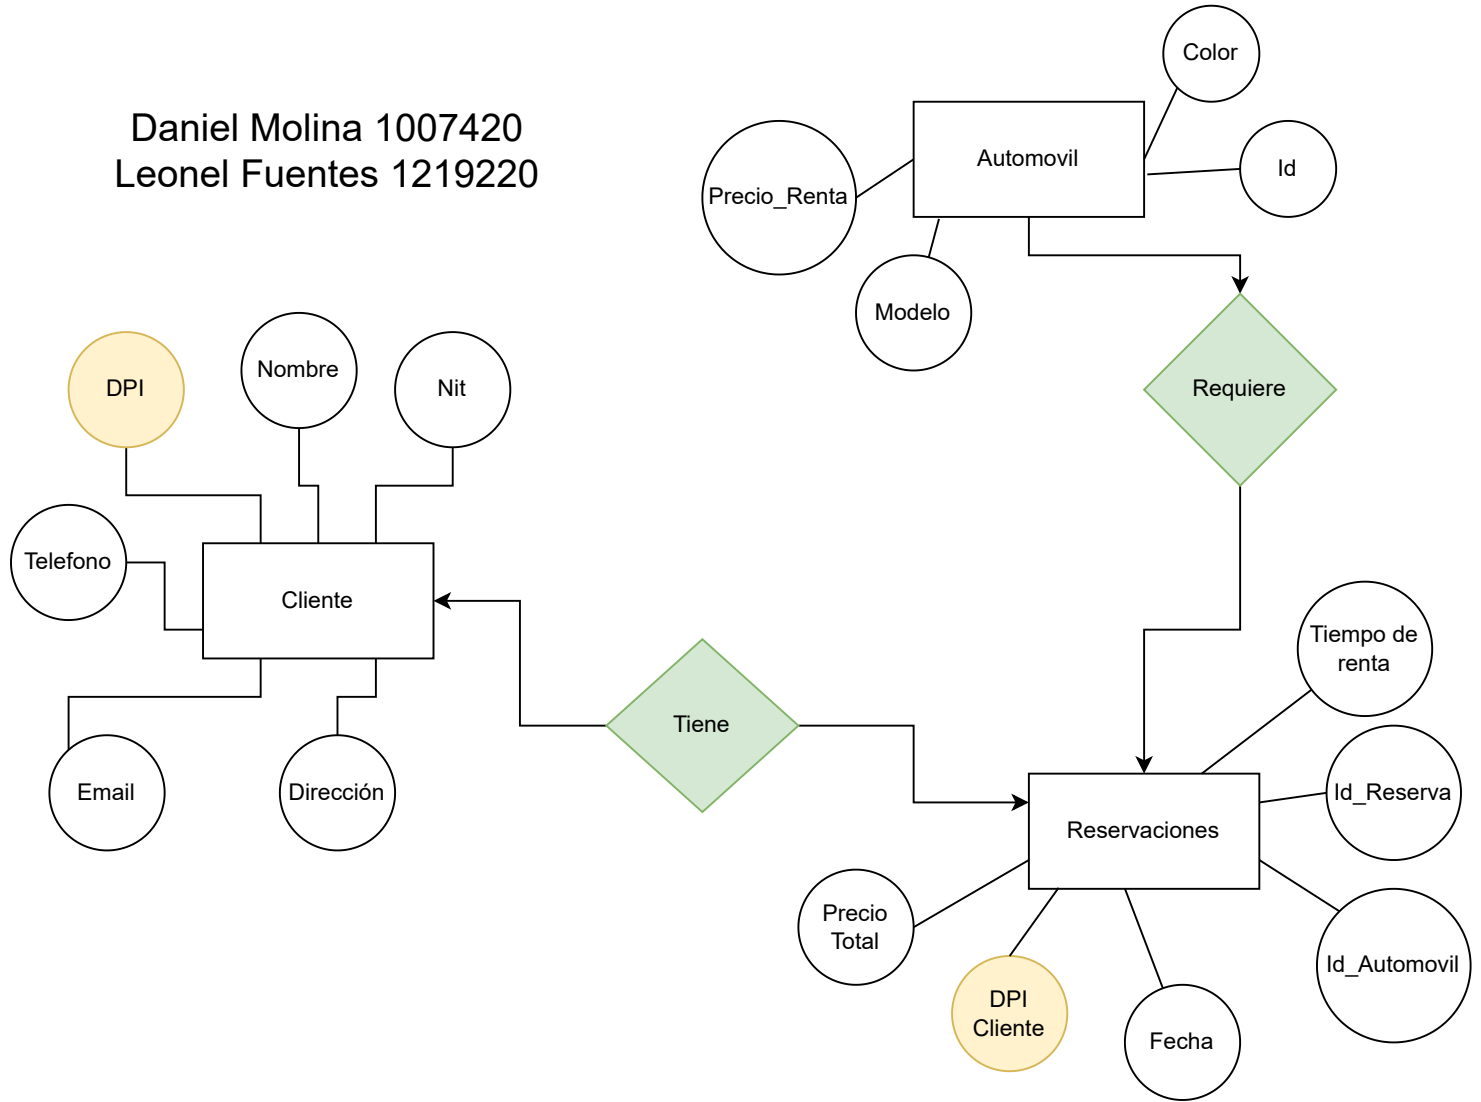 Daniel Molina 1007420
Leonel Fuentes 1219220
Color
Automovil
Id
Precio_Renta
Modelo
Requiere
DPI
Nombre
Nit
Telefono
Cliente
Email
Dirección
Tiene
Tiempo de
renta
Id_Reserva
Reservaciones
Id_Automovil
Precio
Total
DPI
Cliente
Fecha